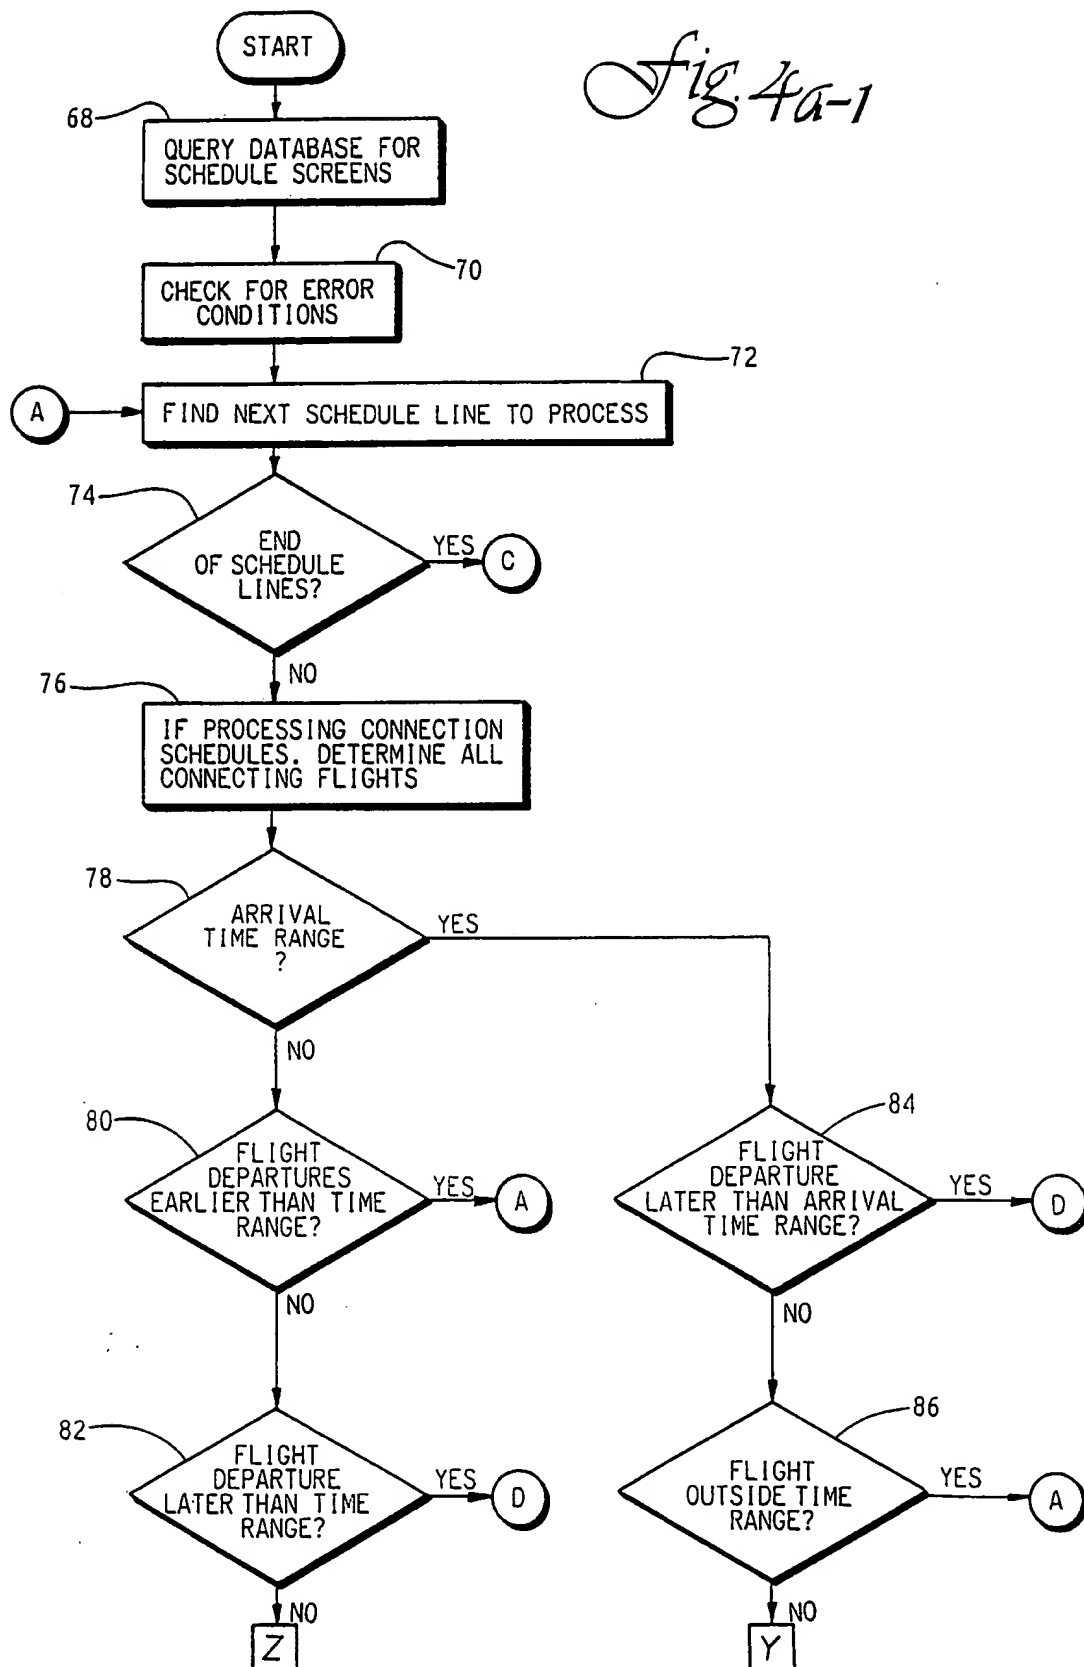 START
Fig. 4a-1
68
QUERY DATABASE FOR
SCHEDULE SCREENS
70
CHECK FOR ERROR
CONDITIONS
72
A
FIND NEXT SCHEDULE LINE TO PROCESS
74
END
OF SCHEDULE
LINES?
YES
C
NO
76
IF PROCESSING CONNECTION
SCHEDULES. DETERMINE ALL
CONNECTING FLIGHTS
78
ARRIVAL
TIME RANGE
?
YES
NO
80
FLIGHT
DEPARTURES
EARLIER THAN TIME
RANGE?
YES
A
NO
84
FLIGHT
DEPARTURE
LATER THAN ARRIVAL
TIME RANGE?
YES
D
NO
82
FLIGHT
DEPARTURE
LATER THAN TIME
RANGE?
YES
D
NO
Z
86
FLIGHT
OUTSIDE TIME
RANGE?
YES
A
NO
Y